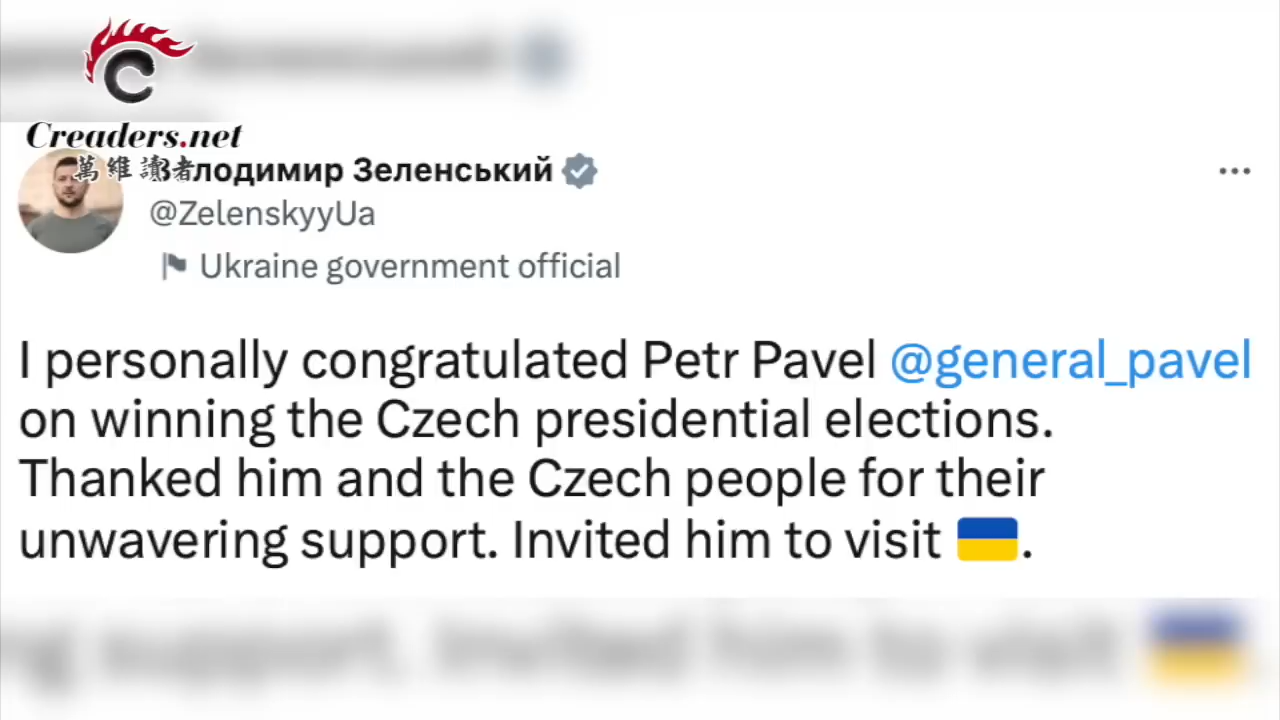 Creaders.net
萬維讀者
Володимир Зеленський
@ZelenskyyUa
Ukraine government official
I personally congratulated Petr Pavel @general_pavel
on winning the Czech presidential elections.
Thanked him and the Czech people for their
unwavering support. Invited him to visit 🇺🇦.